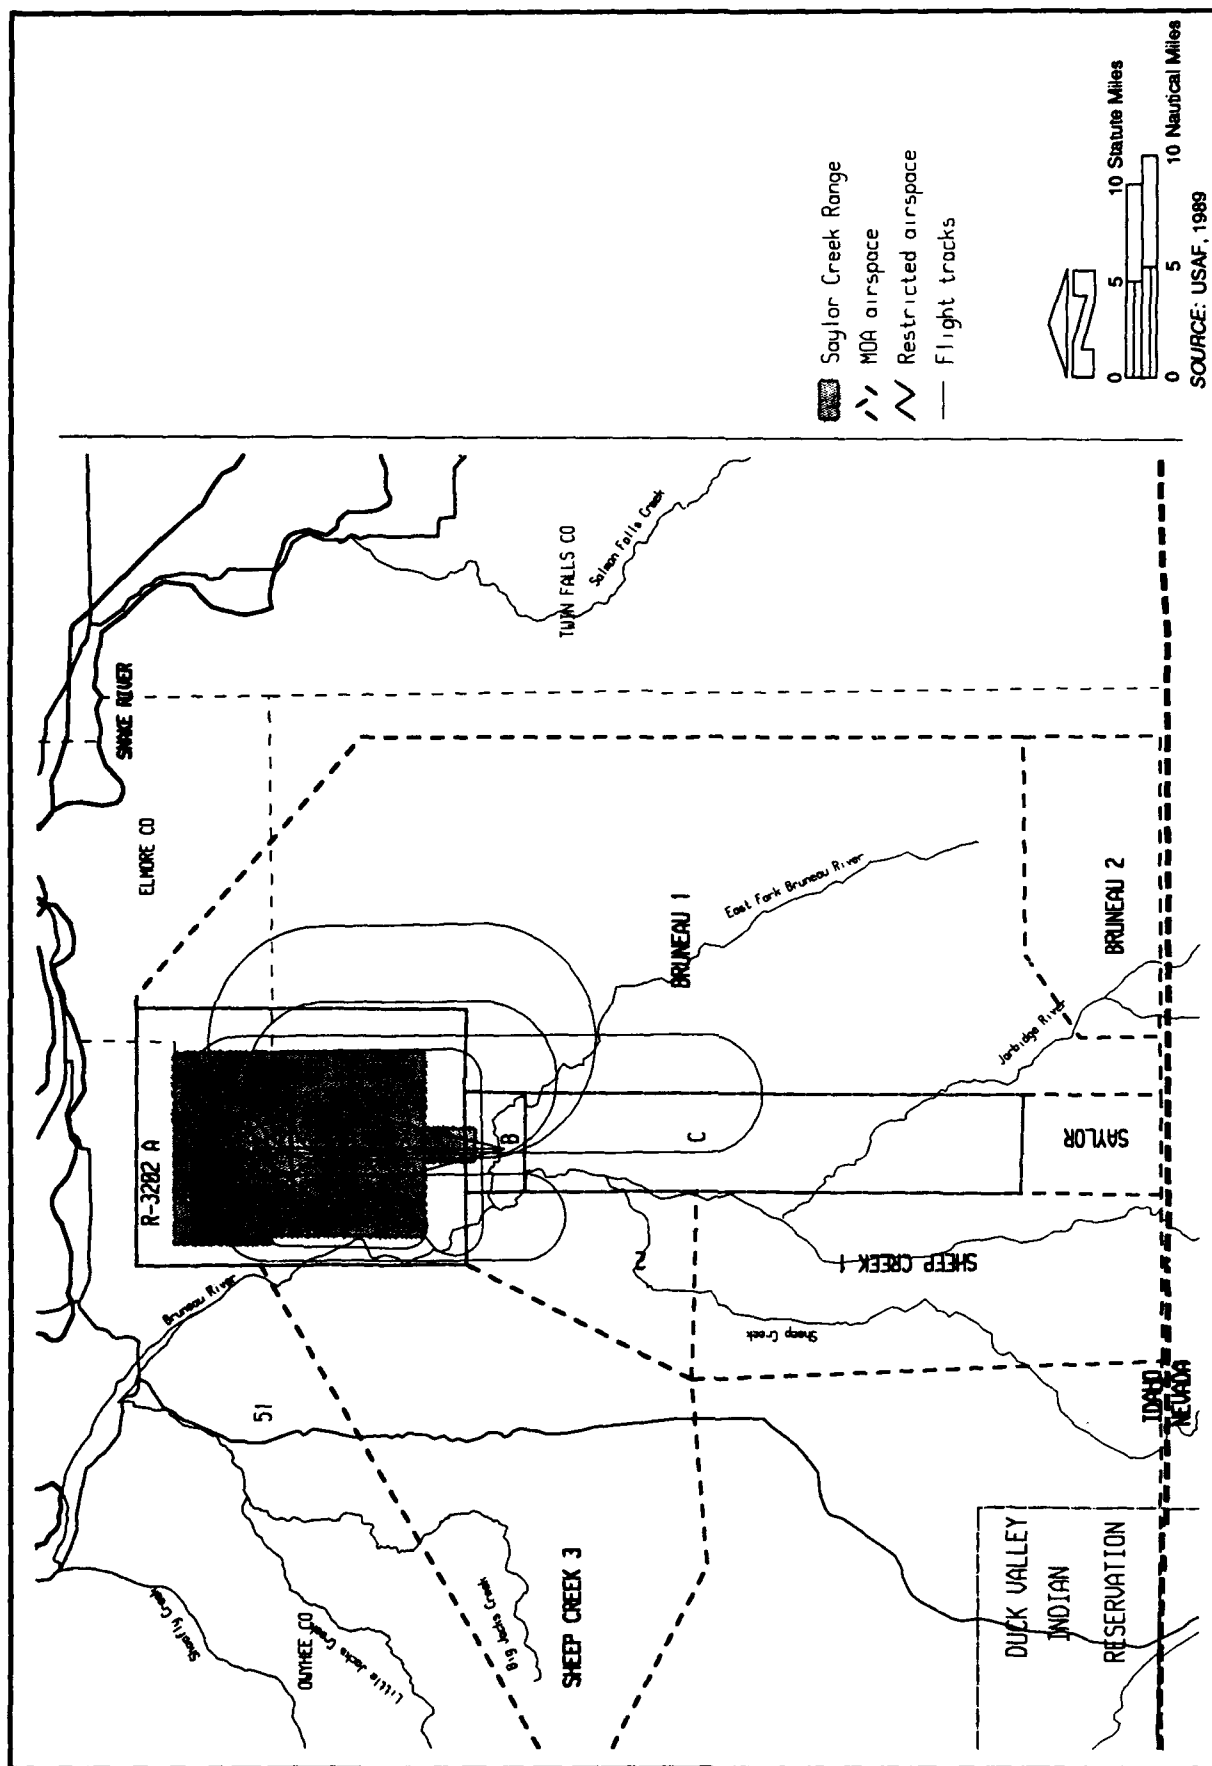 SNAKE RIVER
ELMORE CO
TWIN FALLS CO
Salmon Falls Creek
R-3202 A
Bruneau River
51
Shoofly Creek
OWYHEE CO
Little Jacks Creek
Big Jacks Creek
SHEEP CREEK 3
B
C
2
BRUNEAU 1
East Fork Bruneau River
SHEEP CREEK 1
Sheep Creek
Jarbidge River
BRUNEAU 2
SAYLOR
IDAHO
NEVADA
DUCK VALLEY
INDIAN
RESERVATION
Saylor Creek Range
MOA airspace
Restricted airspace
Flight tracks
0 5 10 Statute Miles
0 5 10 Nautical Miles
SOURCE: USAF, 1989